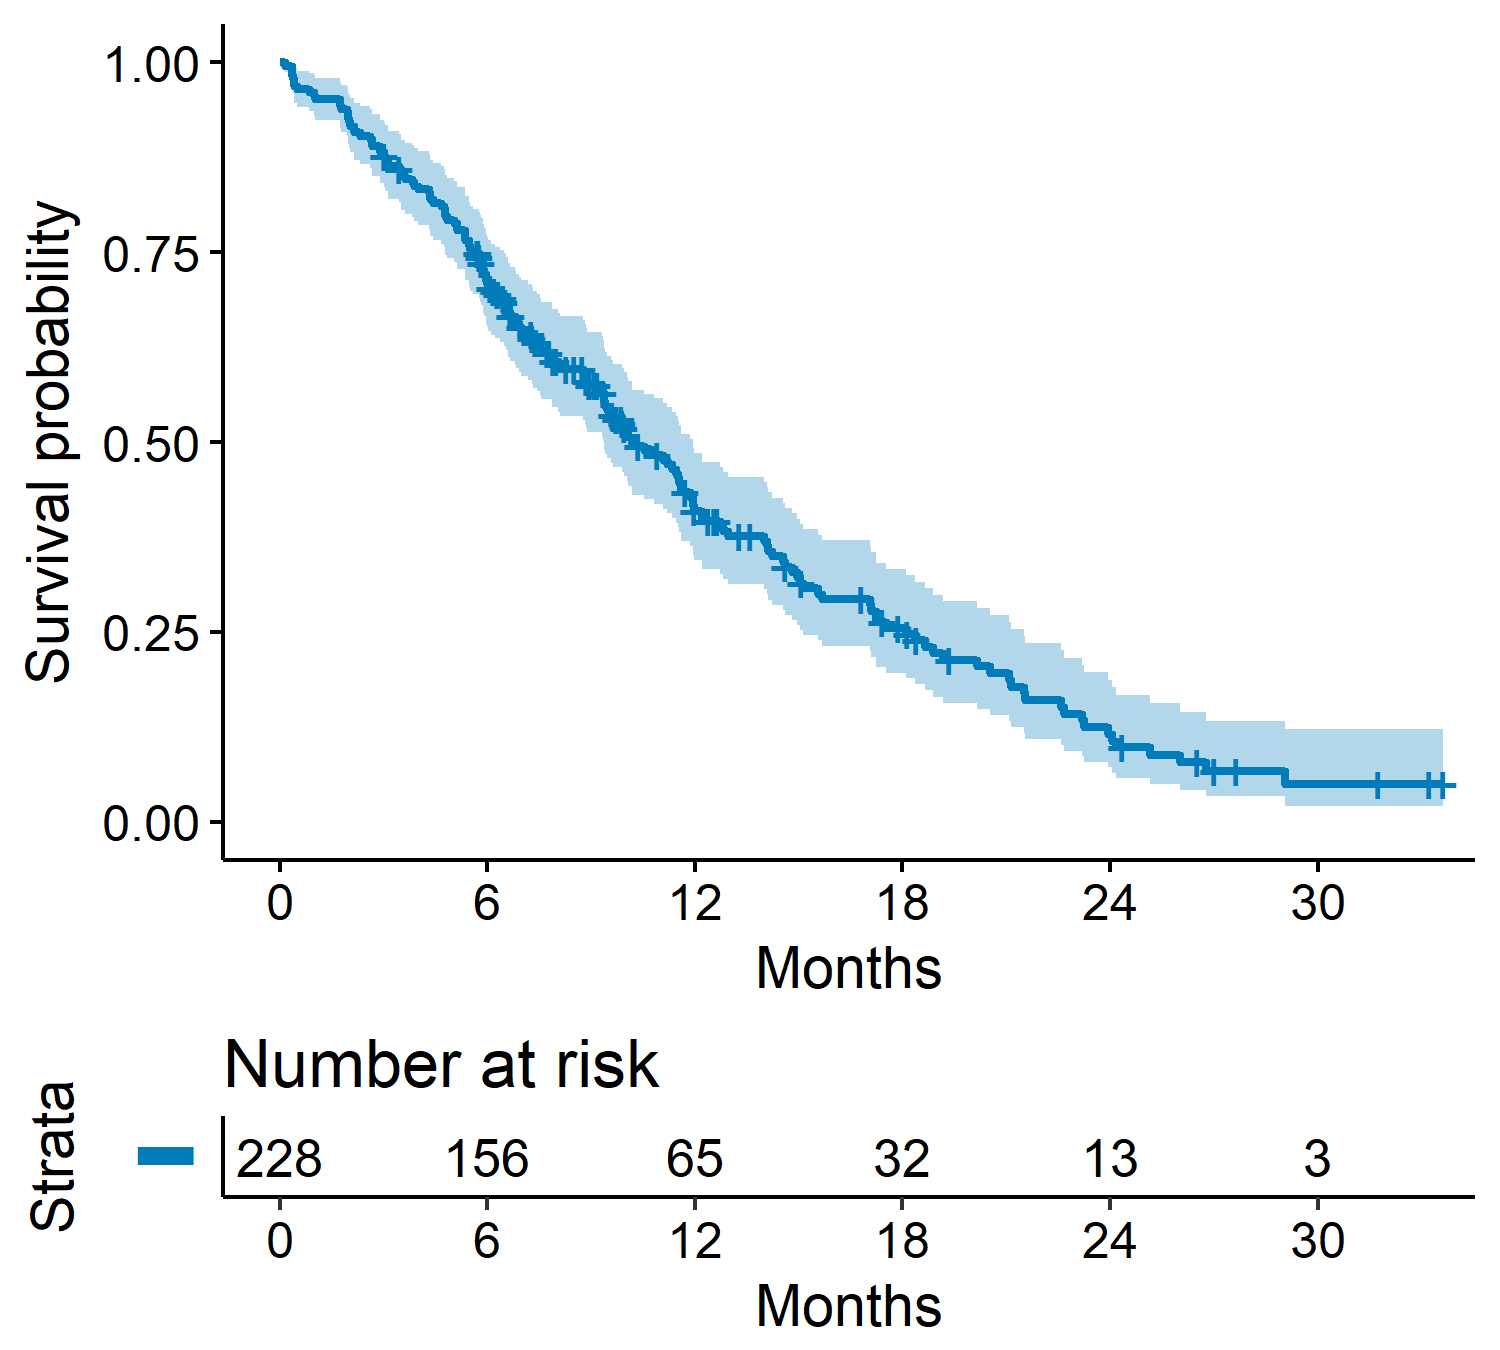 1.00
0.75
0.50
0.25
0.00
Survival probability
0 6 12 18 24 30
Months
Number at risk
Strata
228 156 65 32 13 3
0 6 12 18 24 30
Months